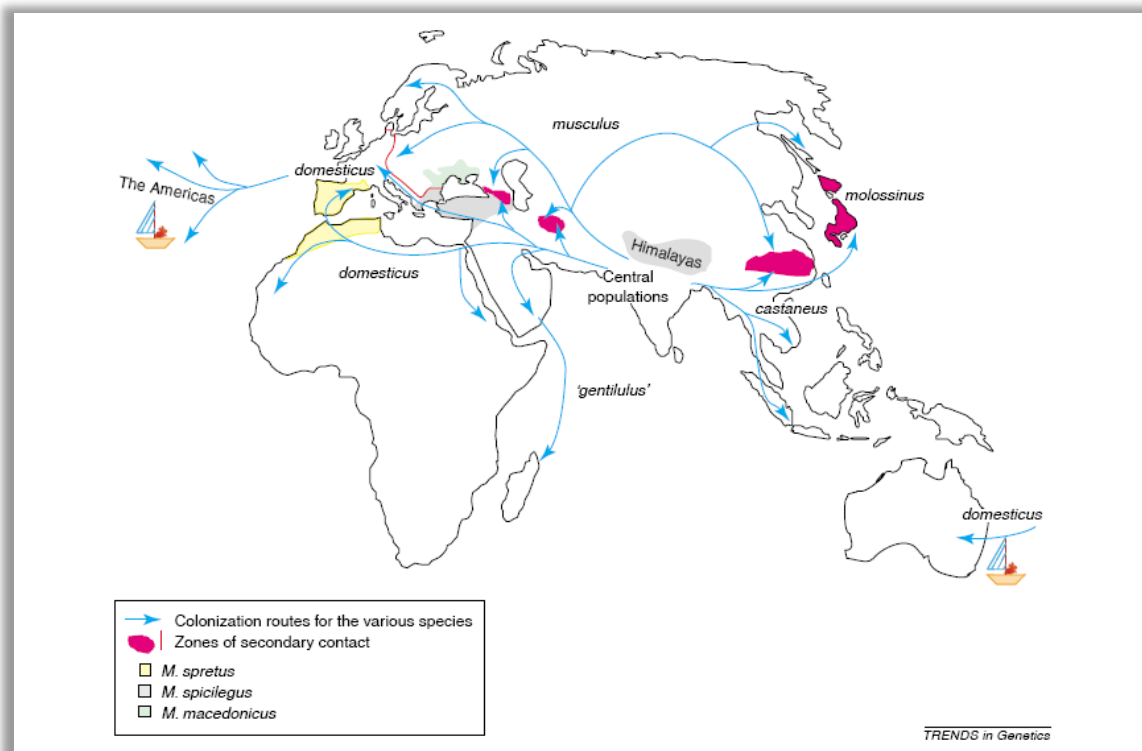 musculus
domesticus
The Americas
molossinus
Himalayas
domesticus
Central
populations
castaneus
‘gentilulus’
domesticus
Colonization routes for the various species
Zones of secondary contact
M. spretus
M. spicilegus
M. macedonicus
TRENDS in Genetics